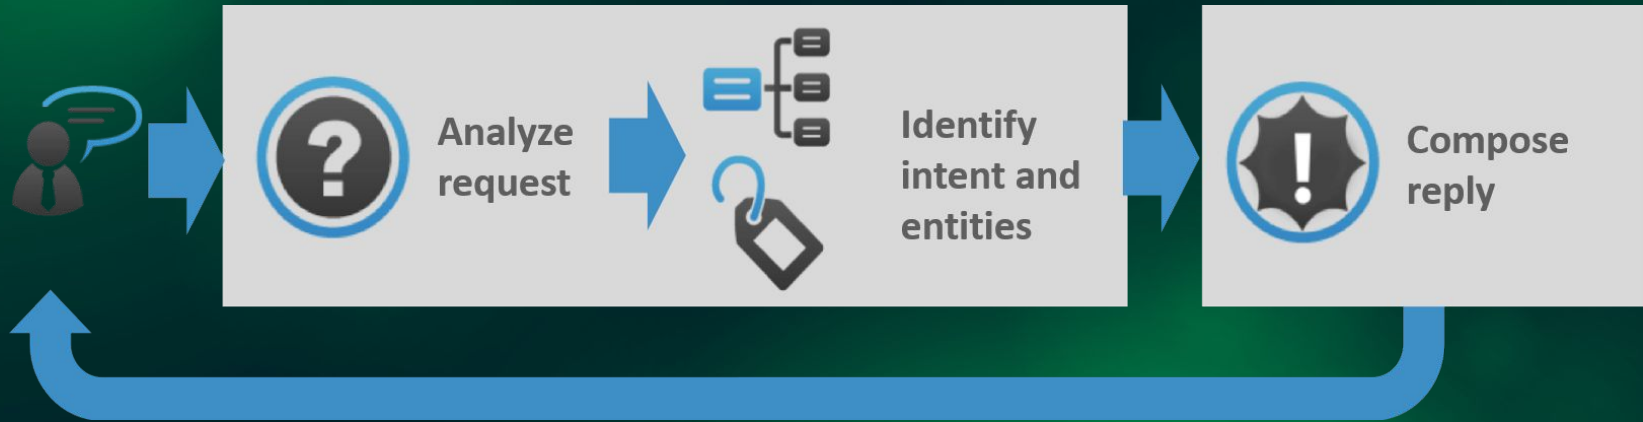 Analyze
request
Identify
intent and
entities
Compose
reply